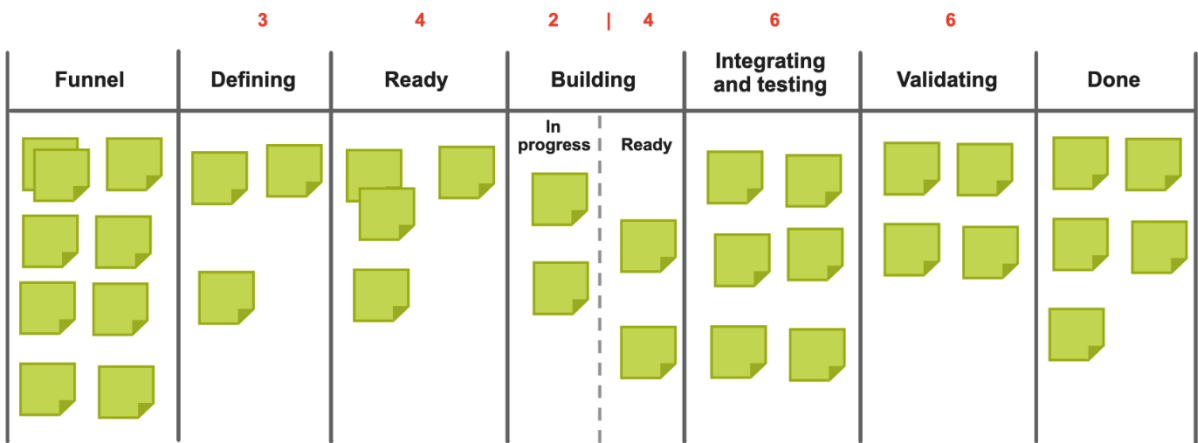 3 4 2 | 4 6 6
Funnel Defining Ready Building Integrating and testing Validating Done
In progress Ready